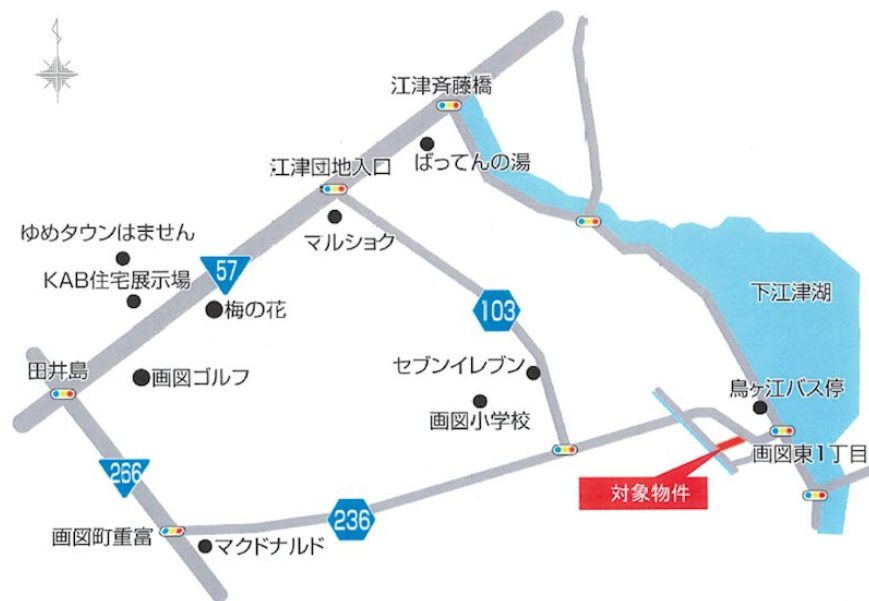 江津斉藤橋
ばってんの湯
江津団地入口
マルショク
ゆめタウンはません
KAB住宅展示場
57
梅の花
103
下江津湖
田井島
画図ゴルフ
セブンイレブン
画図小学校
鳥ヶ江バス停
画図東1丁目
対象物件
266
236
画図町重富
マクドナルド